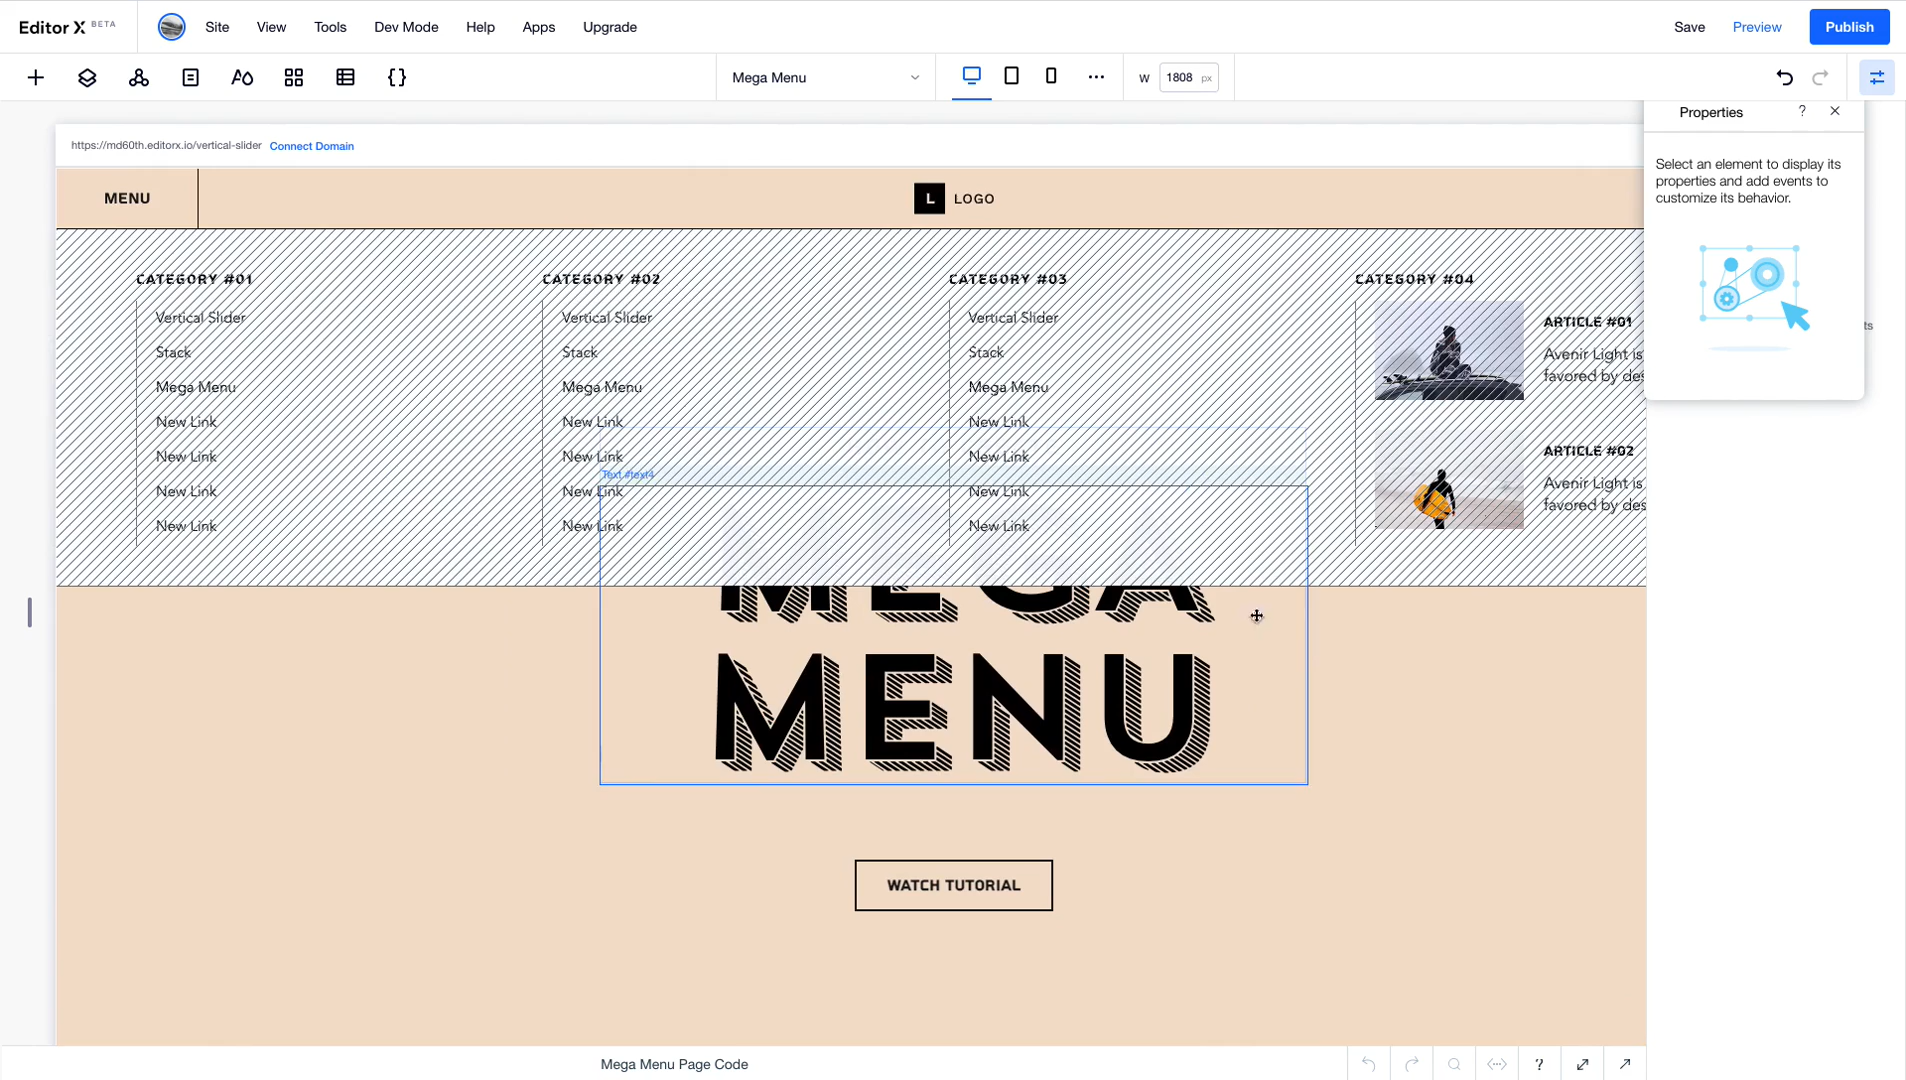 Editor X BETA
Site View Tools Dev Mode Help Apps Upgrade
Save Preview Publish
Mega Menu
W 1808 px
Properties ?
Select an element to display its
properties and add events to
customize its behavior.
ts
https://md60th.editorx.io/vertical-slider Connect Domain
MENU
L LOGO
CATEGORY #01
Vertical Slider
Stack
Mega Menu
New Link
New Link
New Link
New Link
CATEGORY #02
Vertical Slider
Stack
Mega Menu
New Link
New Link
New Link
New Link
CATEGORY #03
Vertical Slider
Stack
Mega Menu
New Link
New Link
New Link
New Link
CATEGORY #04
ARTICLE #01
Avenir Light is
favored by des
ARTICLE #02
Avenir Light is
favored by des
Text #text4
MEGA
MENU
WATCH TUTORIAL
Mega Menu Page Code
?